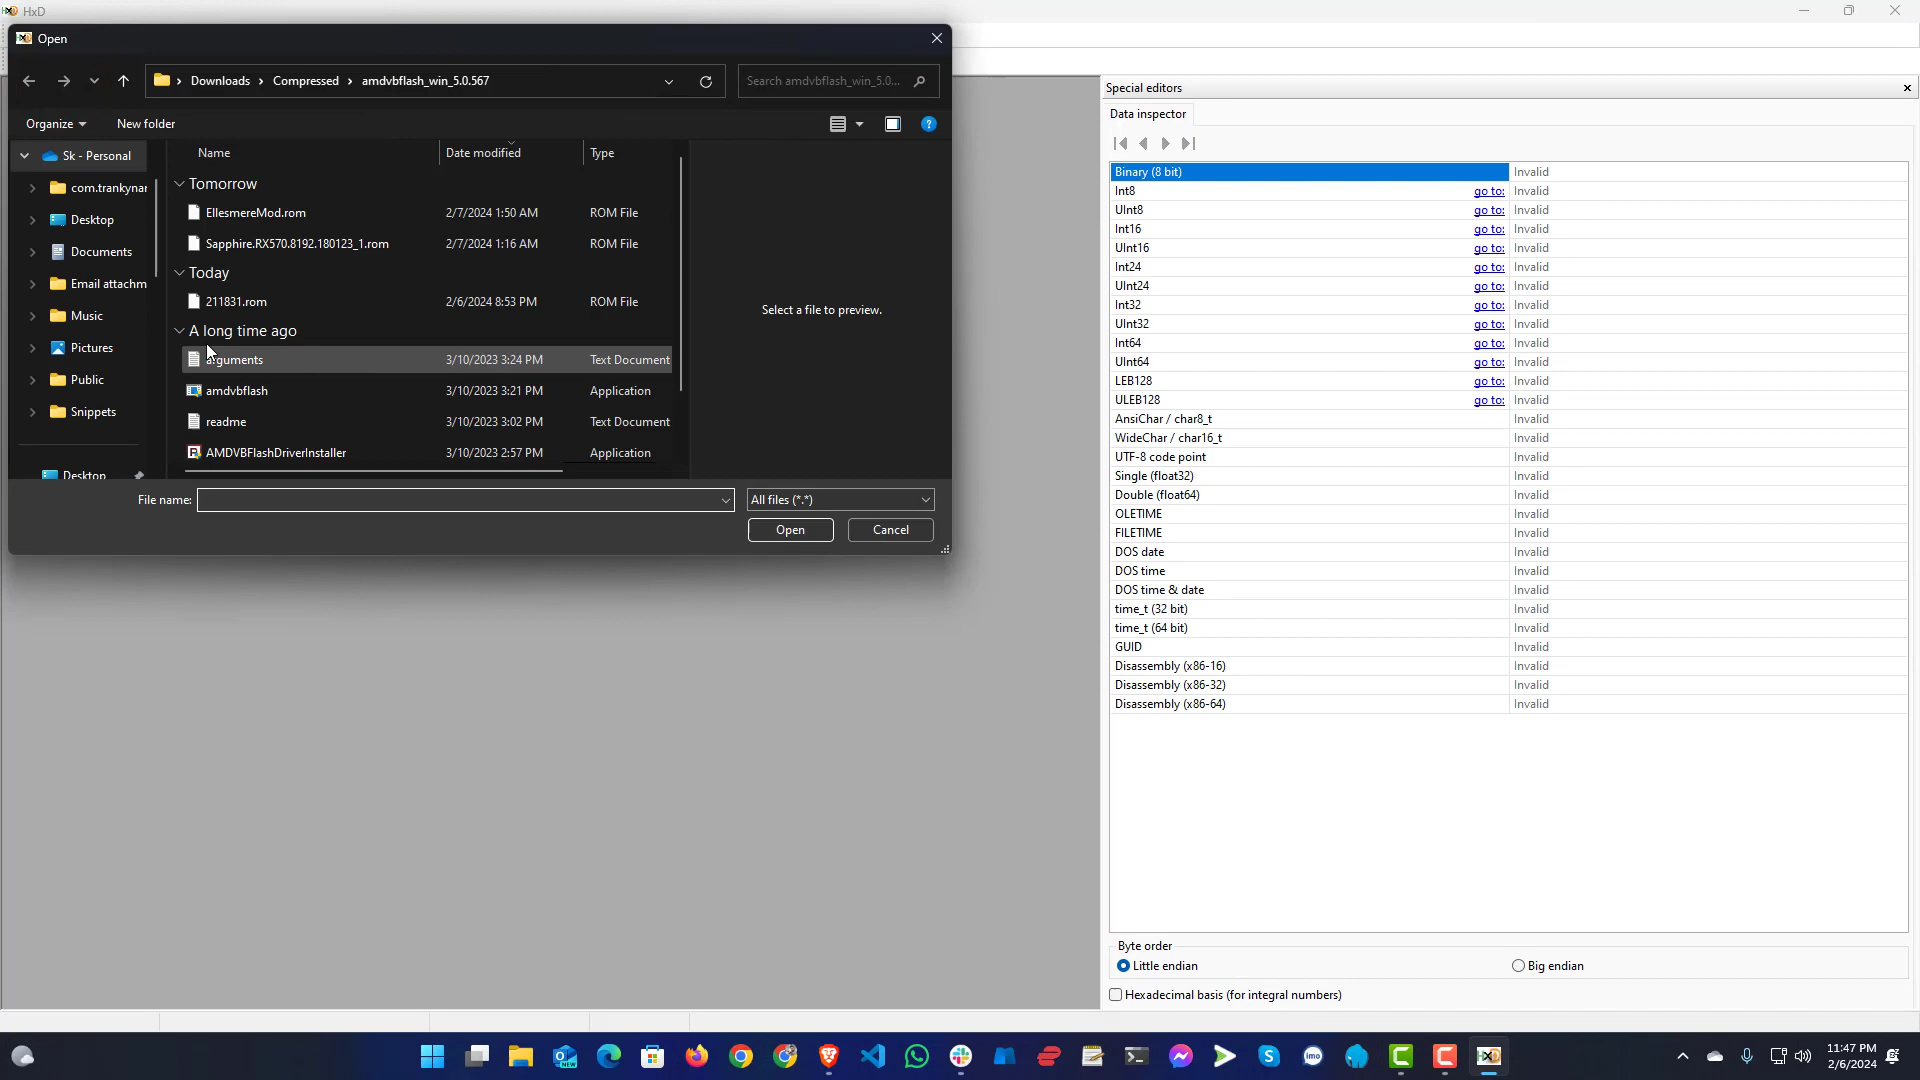 HxD
Open
Downloads > Compressed > amdvbflash_win_5.0.567
Search amdvbflash_win_5.0...
Organize
New folder
Name Date modified Type
Sk - Personal
com.trankynar
Desktop
Documents
Email attachm
Music
Pictures
Public
Snippets
Desktop
Tomorrow
EllesmereMod.rom 2/7/2024 1:50 AM ROM File
Sapphire.RX570.8192.180123_1.rom 2/7/2024 1:16 AM ROM File
Today
211831.rom 2/6/2024 8:53 PM ROM File
A long time ago
arguments 3/10/2023 3:24 PM Text Document
amdvbflash 3/10/2023 3:21 PM Application
readme 3/10/2023 3:02 PM Text Document
AMDVBFlashDriverInstaller 3/10/2023 2:57 PM Application
Select a file to preview.
File name:
All files (*.*)
Open
Cancel
Special editors
Data inspector
Binary (8 bit) Invalid
Int8 go to: Invalid
UInt8 go to: Invalid
Int16 go to: Invalid
UInt16 go to: Invalid
Int24 go to: Invalid
UInt24 go to: Invalid
Int32 go to: Invalid
UInt32 go to: Invalid
Int64 go to: Invalid
UInt64 go to: Invalid
LEB128 go to: Invalid
ULEB128 go to: Invalid
AnsiChar / char8_t Invalid
WideChar / char16_t Invalid
UTF-8 code point Invalid
Single (float32) Invalid
Double (float64) Invalid
OLETIME Invalid
FILETIME Invalid
DOS date Invalid
DOS time Invalid
DOS time & date Invalid
time_t (32 bit) Invalid
time_t (64 bit) Invalid
GUID Invalid
Disassembly (x86-16) Invalid
Disassembly (x86-32) Invalid
Disassembly (x86-64) Invalid
Byte order
Little endian
Big endian
Hexadecimal basis (for integral numbers)
NEW
imo
11:47 PM
2/6/2024